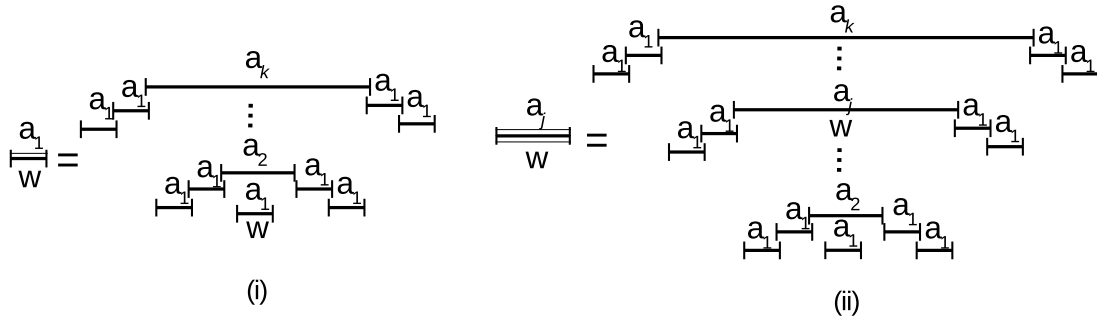 a₁
w
=
a₁ a₁ aₖ a₁ a₁
⋮
a₁ a₁ a₂ a₁ a₁
a₁
w
(i)
aⱼ
w
=
a₁ a₁ aₖ a₁ a₁
⋮
a₁ a₁ aⱼ a₁ a₁
w
⋮
a₁ a₁ a₂ a₁ a₁
a₁
(ii)